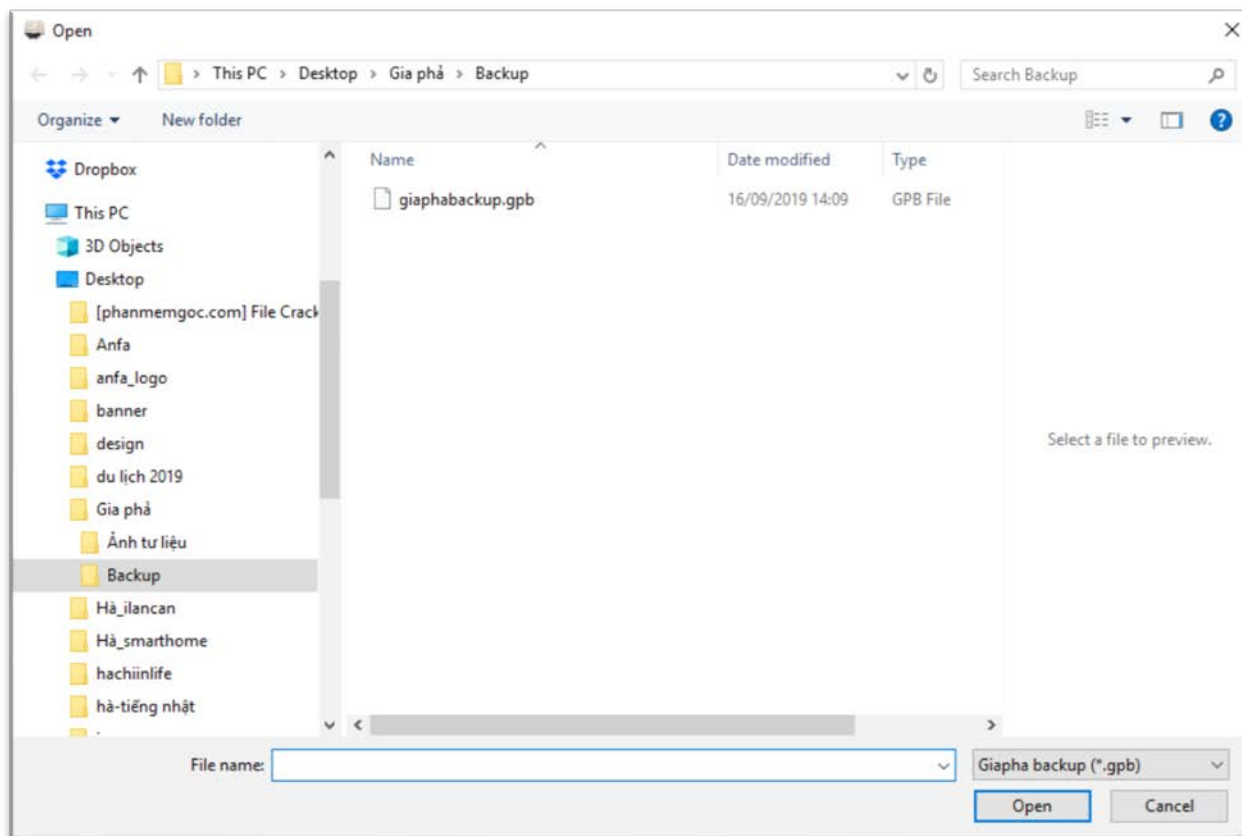 Open
This PC > Desktop > Gia phả > Backup
Search Backup
Organize
New folder
Name
Date modified
Type
Dropbox
This PC
3D Objects
Desktop
[phanmemgoc.com] File Crack
Anfa
anfa_logo
banner
design
du lịch 2019
Gia phả
Ảnh tư liệu
Backup
Hà_ilancan
Hà_smarthome
hachiinlife
hà-tiếng nhật
giaphabackup.gpb
16/09/2019 14:09
GPB File
Select a file to preview.
File name:
Giapha backup (*.gpb)
Open
Cancel